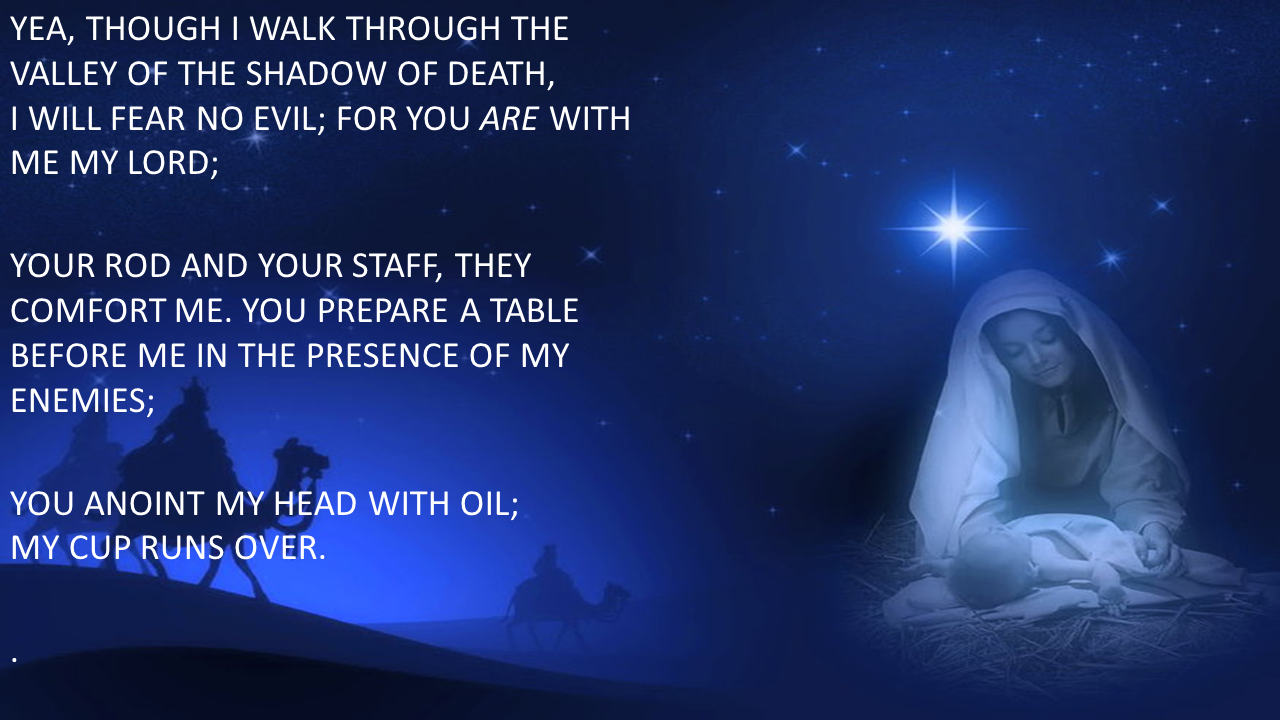 YEA, THOUGH I WALK THROUGH THE
VALLEY OF THE SHADOW OF DEATH,
I WILL FEAR NO EVIL; FOR YOU ARE WITH
ME MY LORD;
YOUR ROD AND YOUR STAFF, THEY
COMFORT ME. YOU PREPARE A TABLE
BEFORE ME IN THE PRESENCE OF MY
ENEMIES;
YOU ANOINT MY HEAD WITH OIL;
MY CUP RUNS OVER.
.